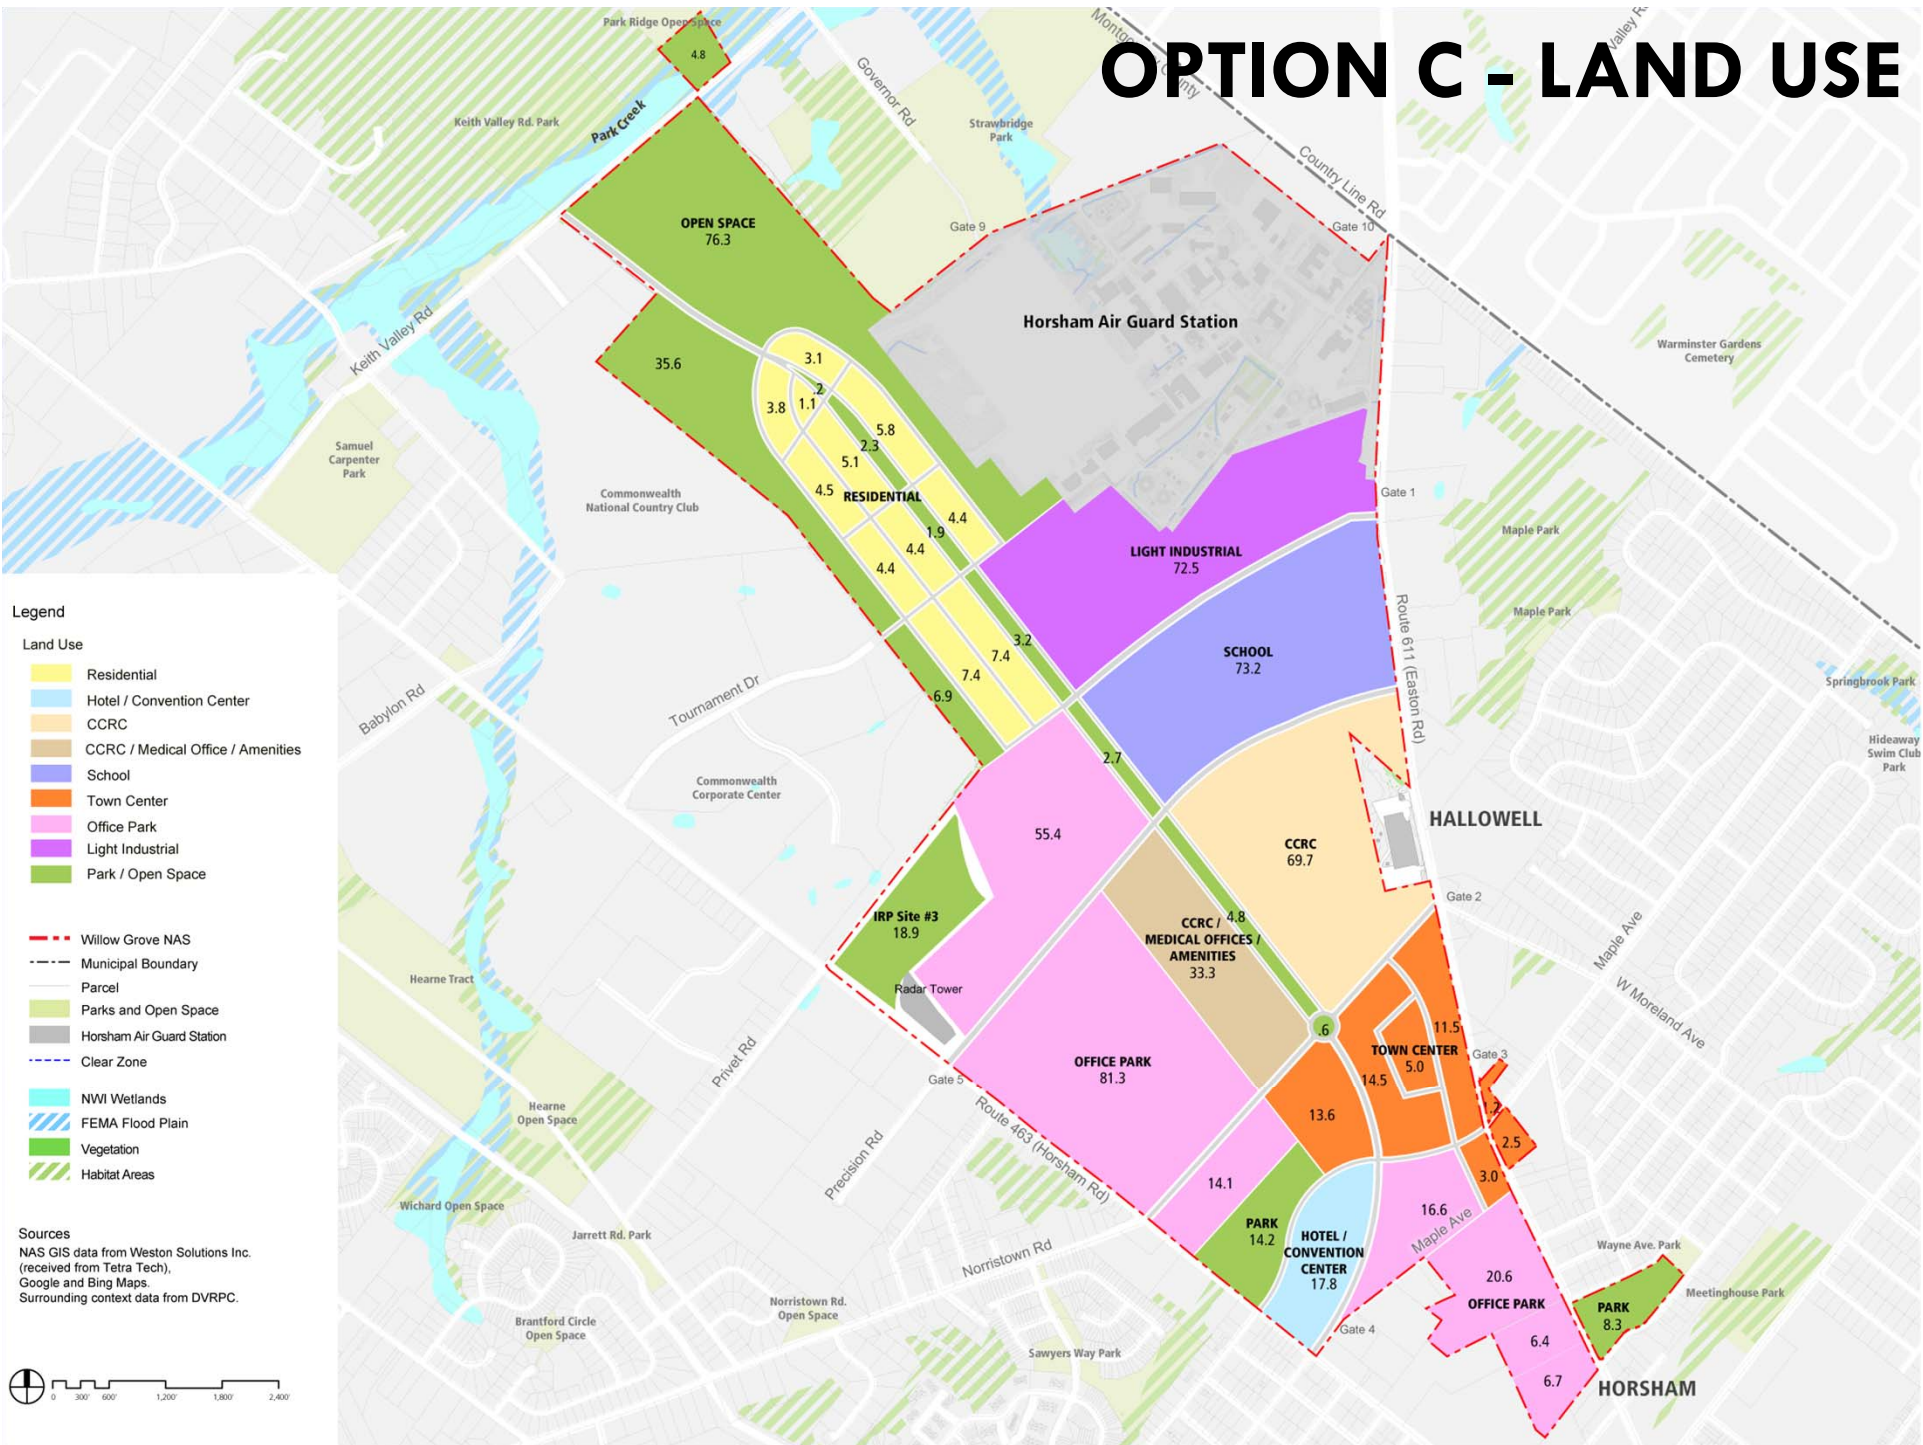 OPTION C - LAND USE
Park Ridge Open Space
4.8
Montgomery County
Valley R
Governor Rd
Keith Valley Rd. Park
Park Creek
Strawbridge
Park
Country Line Rd
OPEN SPACE
76.3
Gate 9
Gate 10
Horsham Air Guard Station
Keith Valley Rd
Warminster Gardens
Cemetery
35.6
3.1
.2
3.8
1.1
5.8
2.3
5.1
4.5
RESIDENTIAL
4.4
1.9
4.4
4.4
Samuel
Carpenter
Park
Commonwealth
National Country Club
Gate 1
Maple Park
LIGHT INDUSTRIAL
72.5
Route 611 (Easton Rd)
Maple Park
3.2
7.4
7.4
6.9
SCHOOL
73.2
Springbrook Park
Hideaway
Swim Club
Park
Babylon Rd
Tournament Dr
2.7
Commonwealth
Corporate Center
55.4
HALLOWELL
CCRC
69.7
Gate 2
IRP Site #3
18.9
4.8
CCRC /
MEDICAL OFFICES /
AMENITIES
33.3
Maple Ave
Hearne Tract
Radar Tower
W Moreland Ave
.6
11.5
TOWN CENTER
5.0
14.5
Gate 3
Privet Rd
OFFICE PARK
81.3
Gate 5
Route 463 (Horsham Rd)
Hearne
Open Space
13.6
1.2
2.5
3.0
Precision Rd
14.1
16.6
Wichard Open Space
Jarrett Rd. Park
PARK
14.2
HOTEL /
CONVENTION
CENTER
17.8
Maple Ave
Norristown Rd
Wayne Ave. Park
20.6
OFFICE PARK
Meetinghouse Park
PARK
8.3
Norristown Rd.
Open Space
Brantford Circle
Open Space
Gate 4
6.4
Sawyers Way Park
6.7
HORSHAM
Legend
Land Use
Residential
Hotel / Convention Center
CCRC
CCRC / Medical Office / Amenities
School
Town Center
Office Park
Light Industrial
Park / Open Space
Willow Grove NAS
Municipal Boundary
Parcel
Parks and Open Space
Horsham Air Guard Station
Clear Zone
NWI Wetlands
FEMA Flood Plain
Vegetation
Habitat Areas
Sources
NAS GIS data from Weston Solutions Inc.
(received from Tetra Tech),
Google and Bing Maps.
Surrounding context data from DVRPC.
0 300' 600' 1,200' 1,800' 2,400'